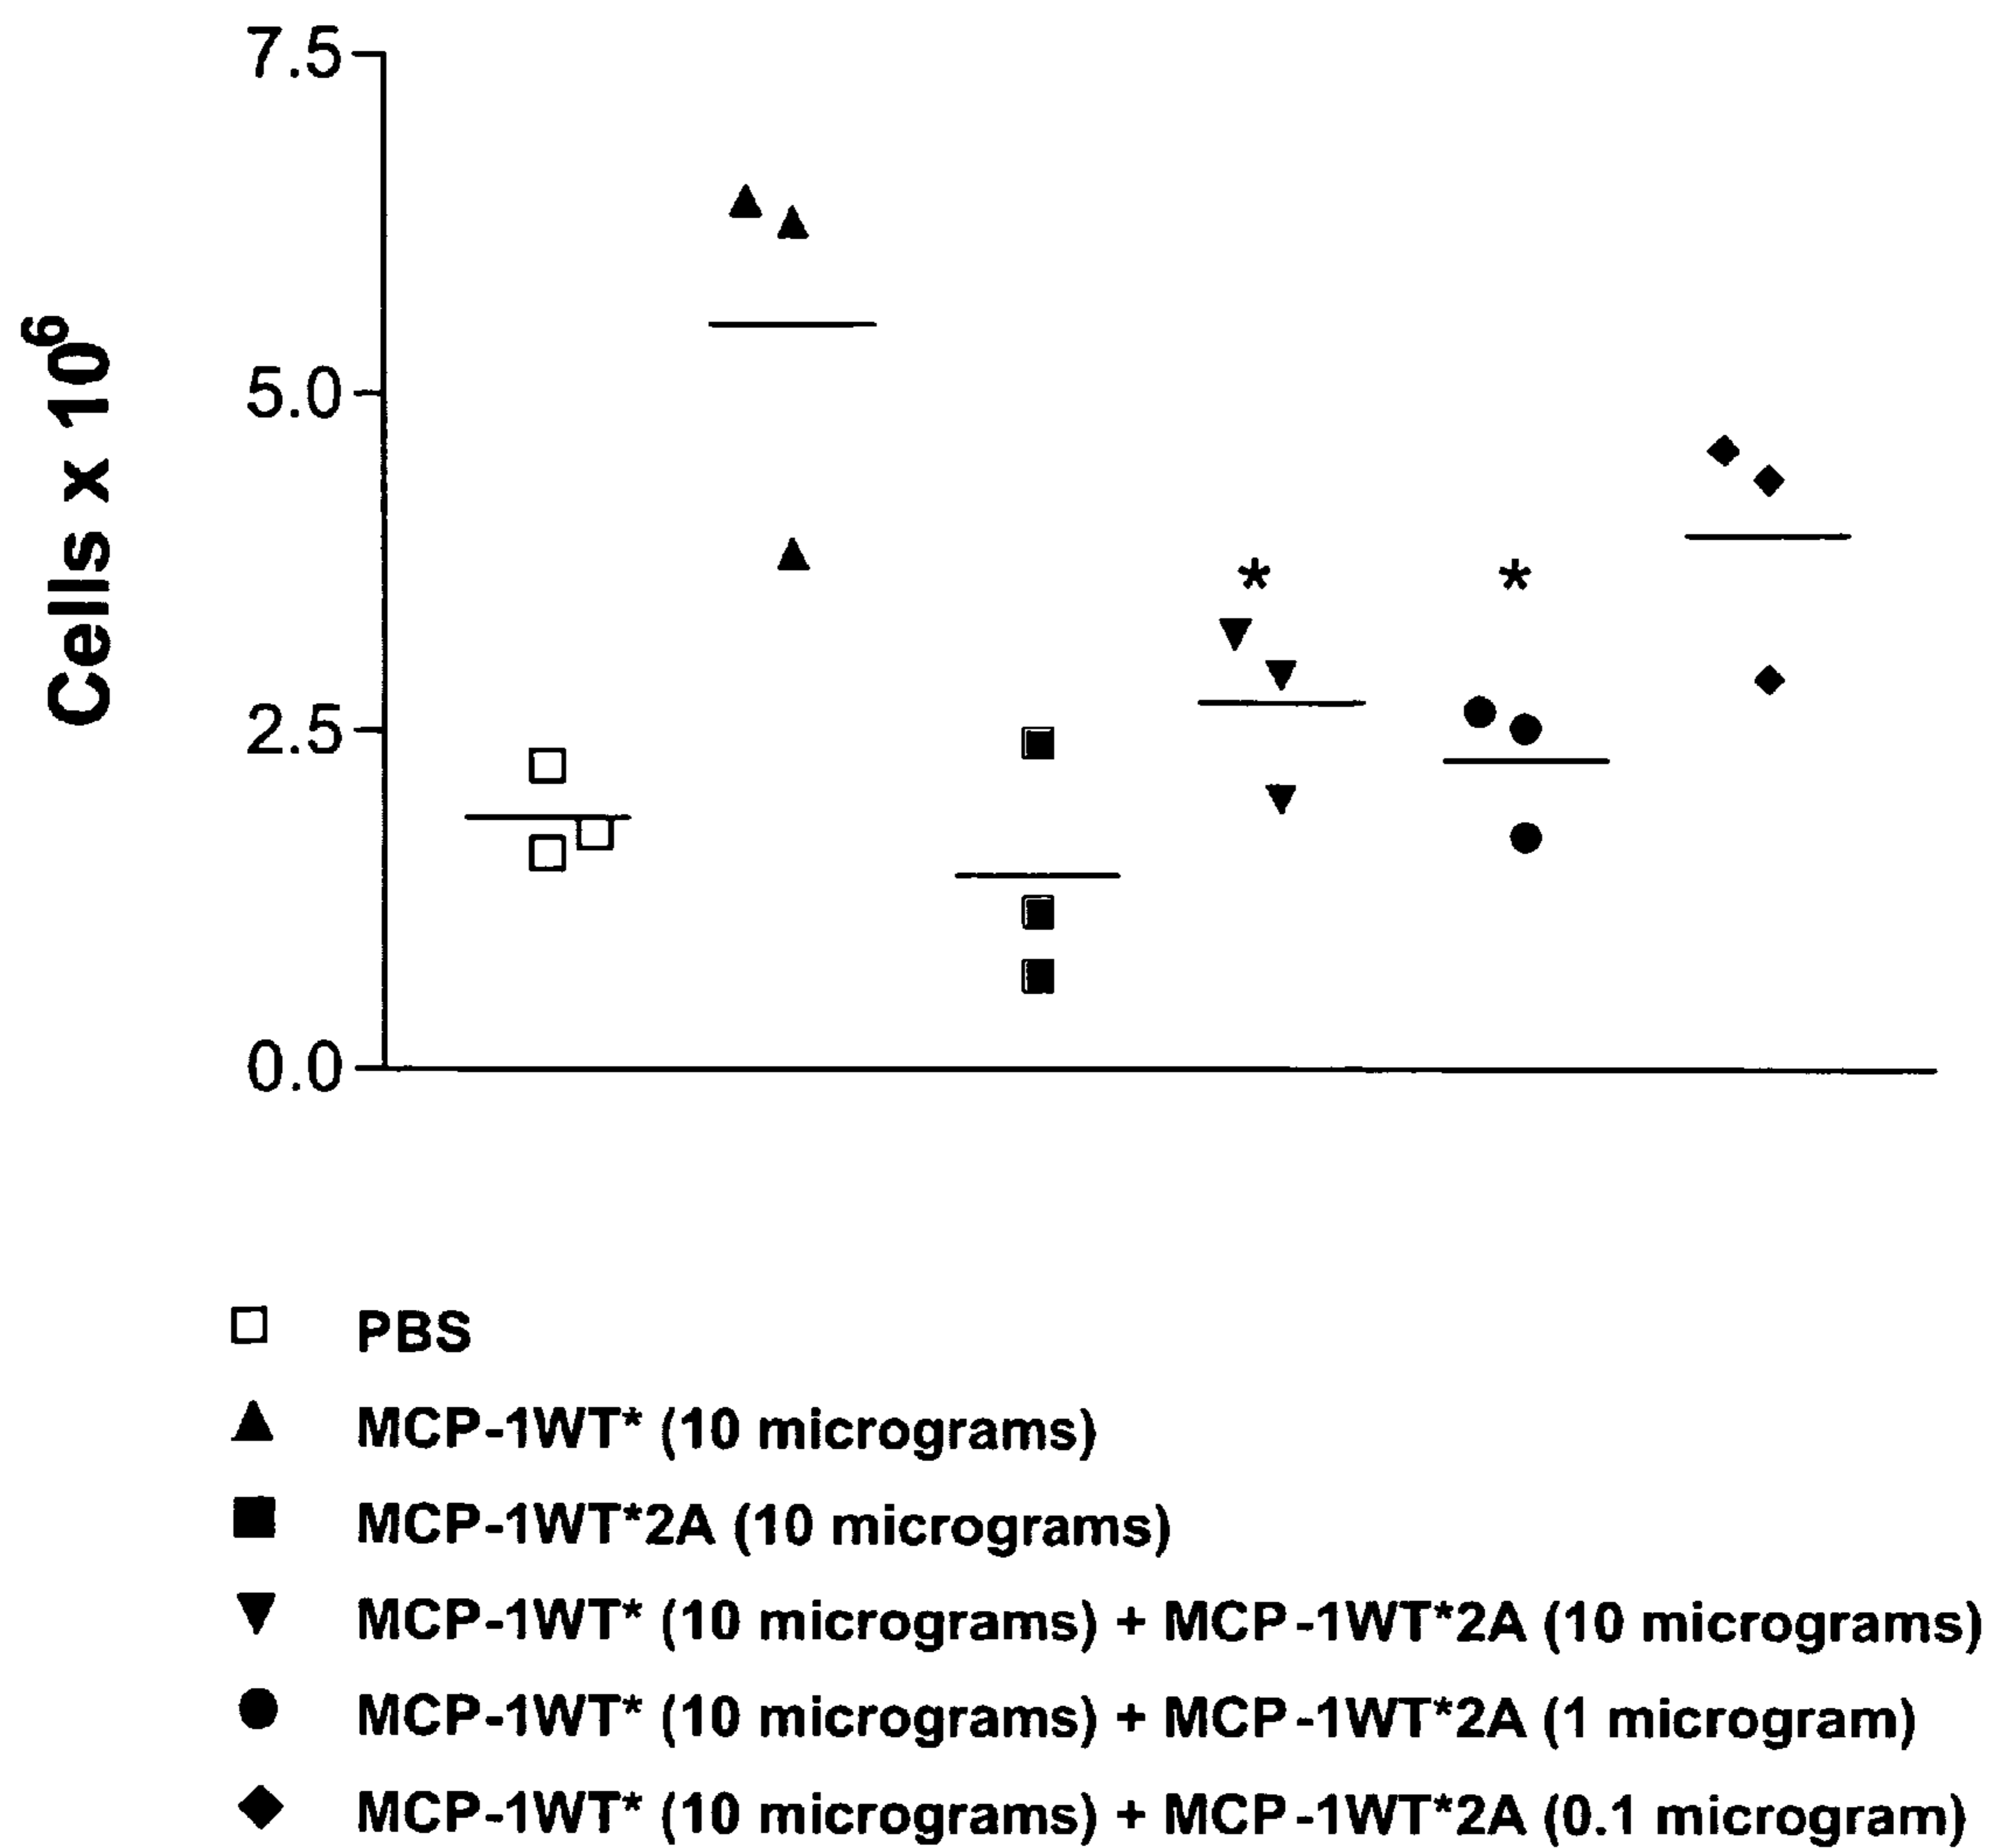 7.5
5.0
2.5
0.0
Cells x 10⁶
* *
PBS
MCP-1WT* (10 micrograms)
MCP-1WT*2A (10 micrograms)
MCP-1WT* (10 micrograms) + MCP-1WT*2A (10 micrograms)
MCP-1WT* (10 micrograms) + MCP-1WT*2A (1 microgram)
MCP-1WT* (10 micrograms) + MCP-1WT*2A (0.1 microgram)